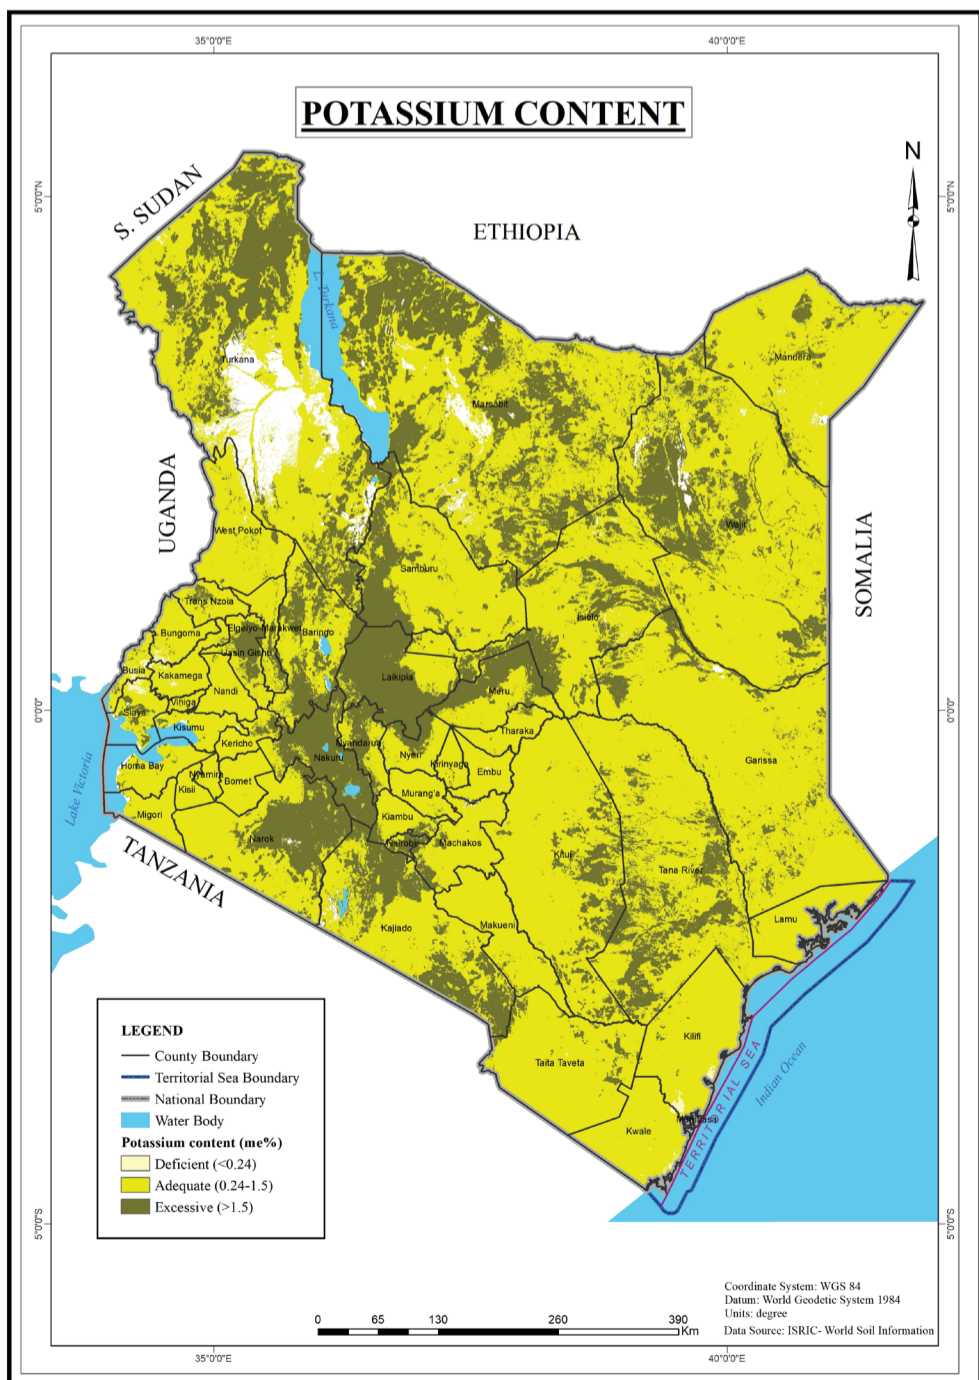 35°0'0"E
40°0'0"E
POTASSIUM CONTENT
N
S. SUDAN
ETHIOPIA
5°0'0"N
5°0'0"N
L. Turkana
Turkana
Mandera
Marsabit
UGANDA
SOMALIA
West Pokot
Wajir
Samburu
Trans Nzoia
Isiolo
Bungoma
Elgeiyo-Marakwet
Baringo
Uasin Gishu
Busia
Kakamega
Laikipia
Nandi
Meru
Vihiga
Siaya
0°0'0"
0°0'0"
Kisumu
Tharaka
Kericho
Nyandarua
Nyeri
Nakuru
Garissa
Kirinyaga
Homa Bay
Embu
Nyamira
Bomet
Kisii
Murang'a
Lake Victoria
Migori
Kiambu
Narok
Nairobi
Machakos
Kitui
TANZANIA
Tana River
Lamu
Kajiado
Makueni
Kilifi
Taita Taveta
Indian Ocean
TERRITORIAL SEA
Mombasa
Kwale
LEGEND
County Boundary
Territorial Sea Boundary
National Boundary
Water Body
Potassium content (me%)
Deficient (<0.24)
Adequate (0.24-1.5)
Excessive (>1.5)
5°0'0"S
5°0'0"S
Coordinate System: WGS 84
Datum: World Geodetic System 1984
Units: degree
Data Source: ISRIC- World Soil Information
0 65 130 260 390
Km
35°0'0"E
40°0'0"E